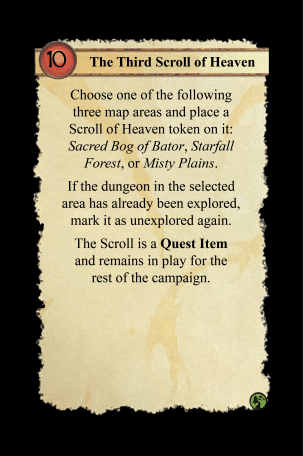 10 The Third Scroll of Heaven
Choose one of the following
three map areas and place a
Scroll of Heaven token on it:
Sacred Bog of Bator, Starfall
Forest, or Misty Plains.
If the dungeon in the selected
area has already been explored,
mark it as unexplored again.
The Scroll is a Quest Item
and remains in play for the
rest of the campaign.